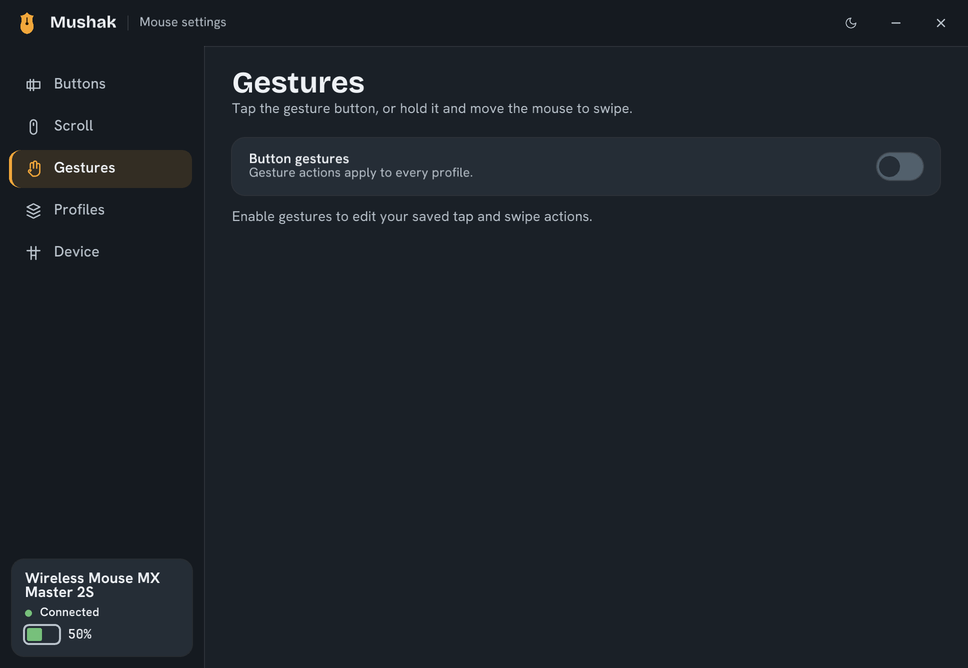 Mushak
Mouse settings
Buttons
Scroll
Gestures
Profiles
Device
Wireless Mouse MX
Master 2S
Connected
50%
Gestures
Tap the gesture button, or hold it and move the mouse to swipe.
Button gestures
Gesture actions apply to every profile.
Enable gestures to edit your saved tap and swipe actions.